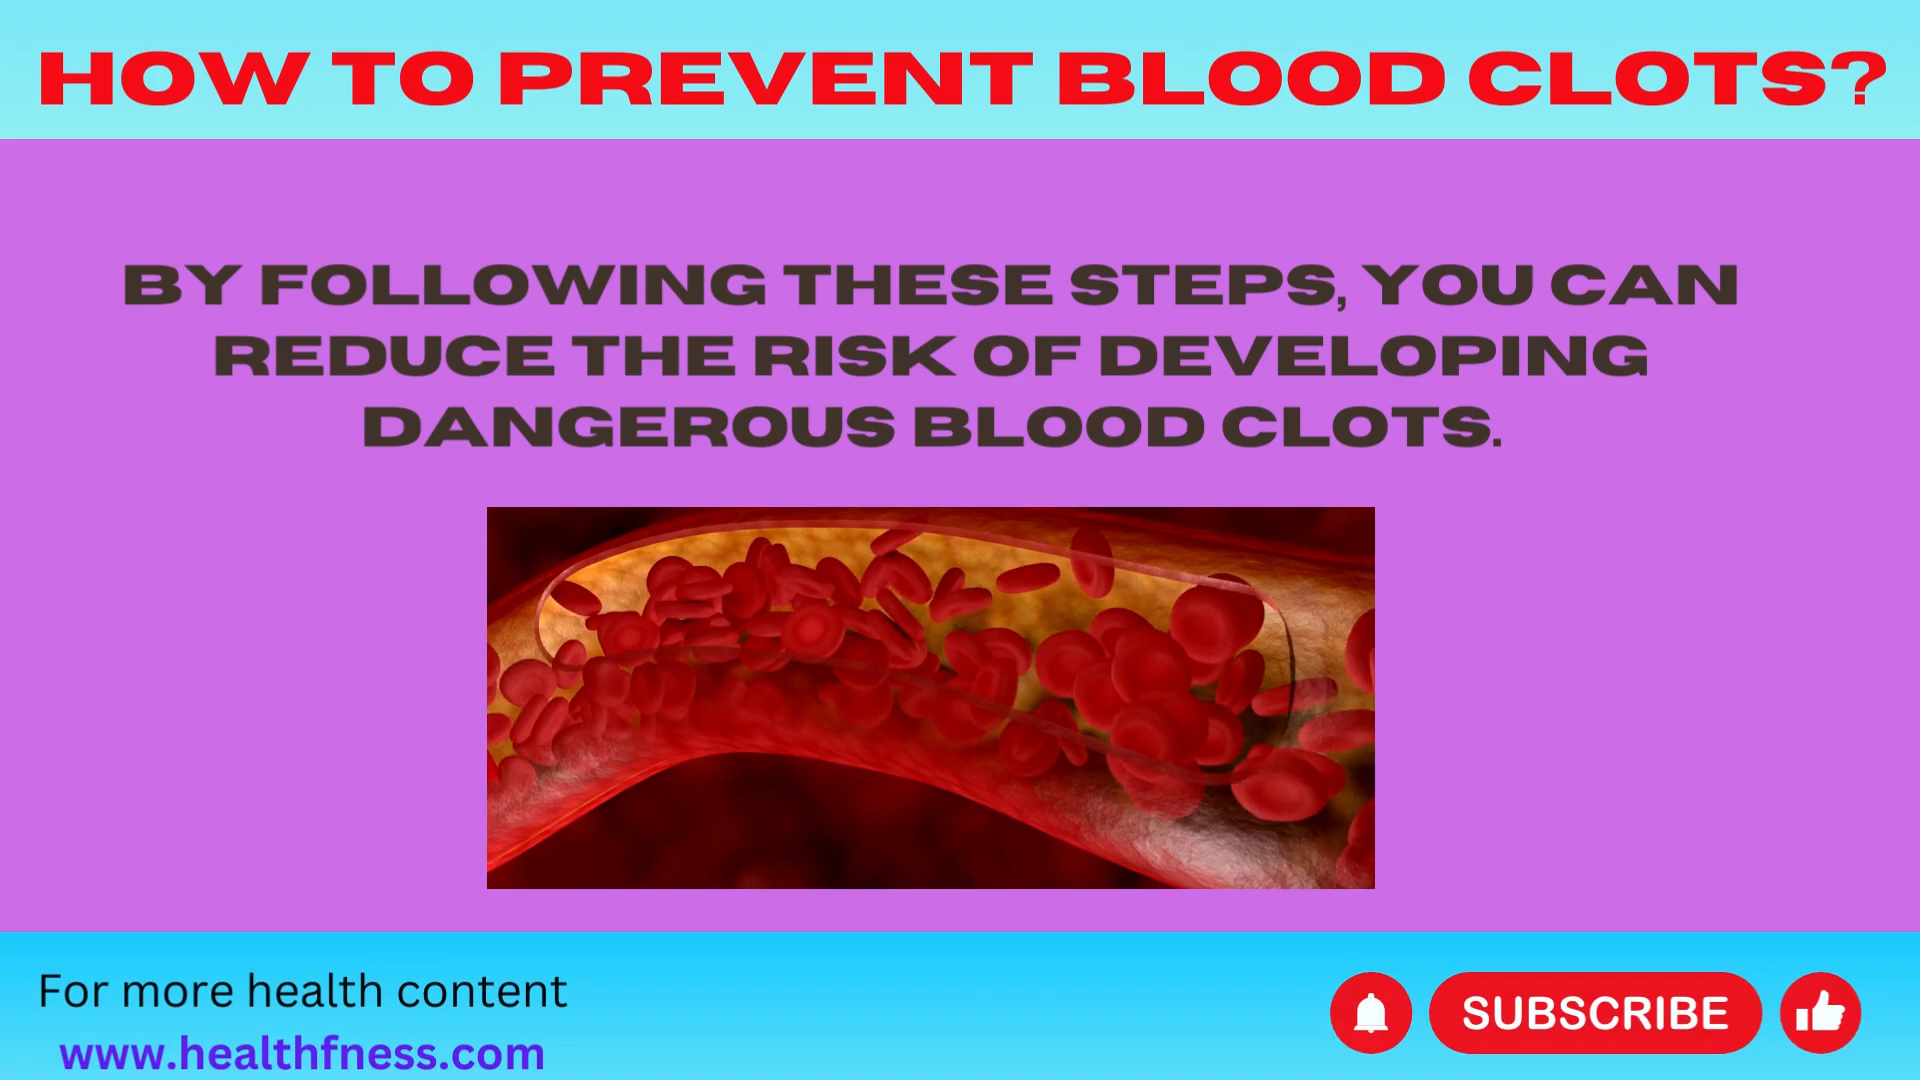 HOW TO PREVENT BLOOD CLOTS?
BY FOLLOWING THESE STEPS, YOU CAN
REDUCE THE RISK OF DEVELOPING
DANGEROUS BLOOD CLOTS.
For more health content
www.healthfness.com
SUBSCRIBE